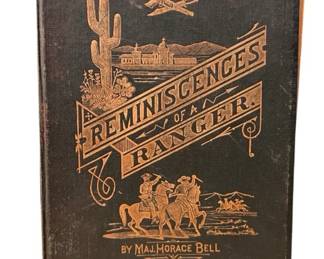 REMINISCENCES
OF A
RANGER.
BY MAJ. HORACE BELL